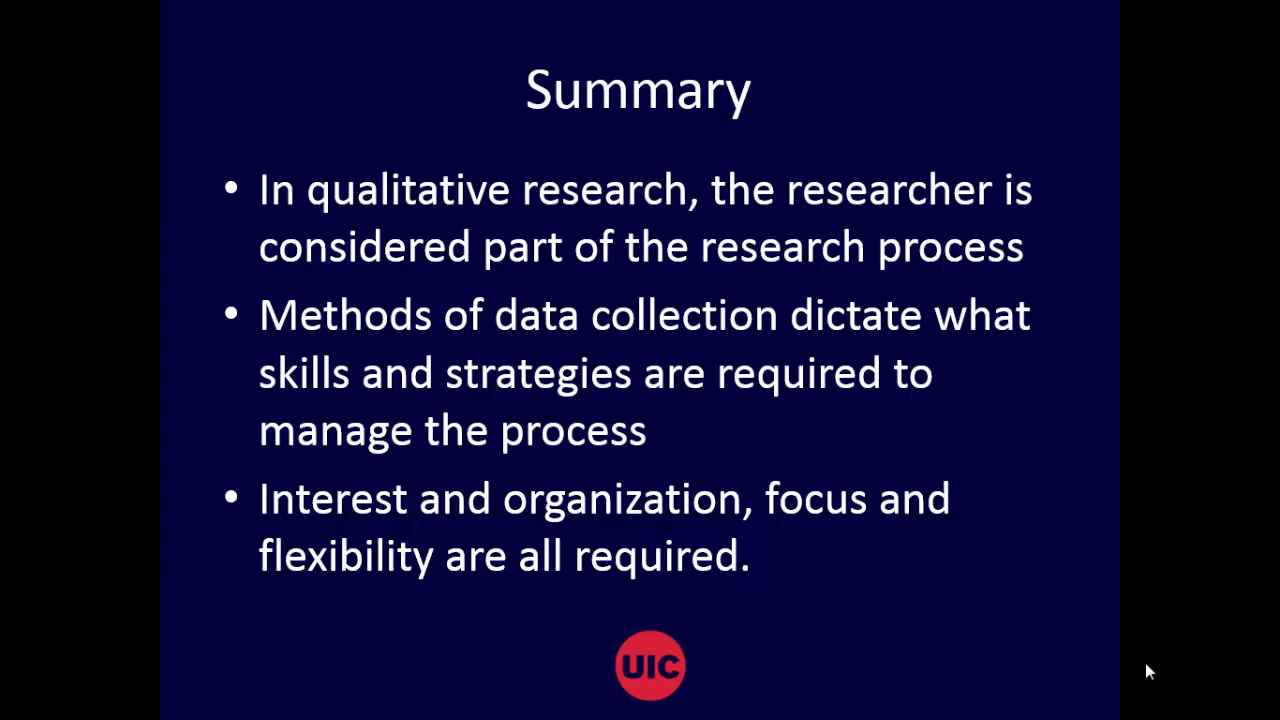 Summary
• In qualitative research, the researcher is
considered part of the research process
• Methods of data collection dictate what
skills and strategies are required to
manage the process
• Interest and organization, focus and
flexibility are all required.
UIC